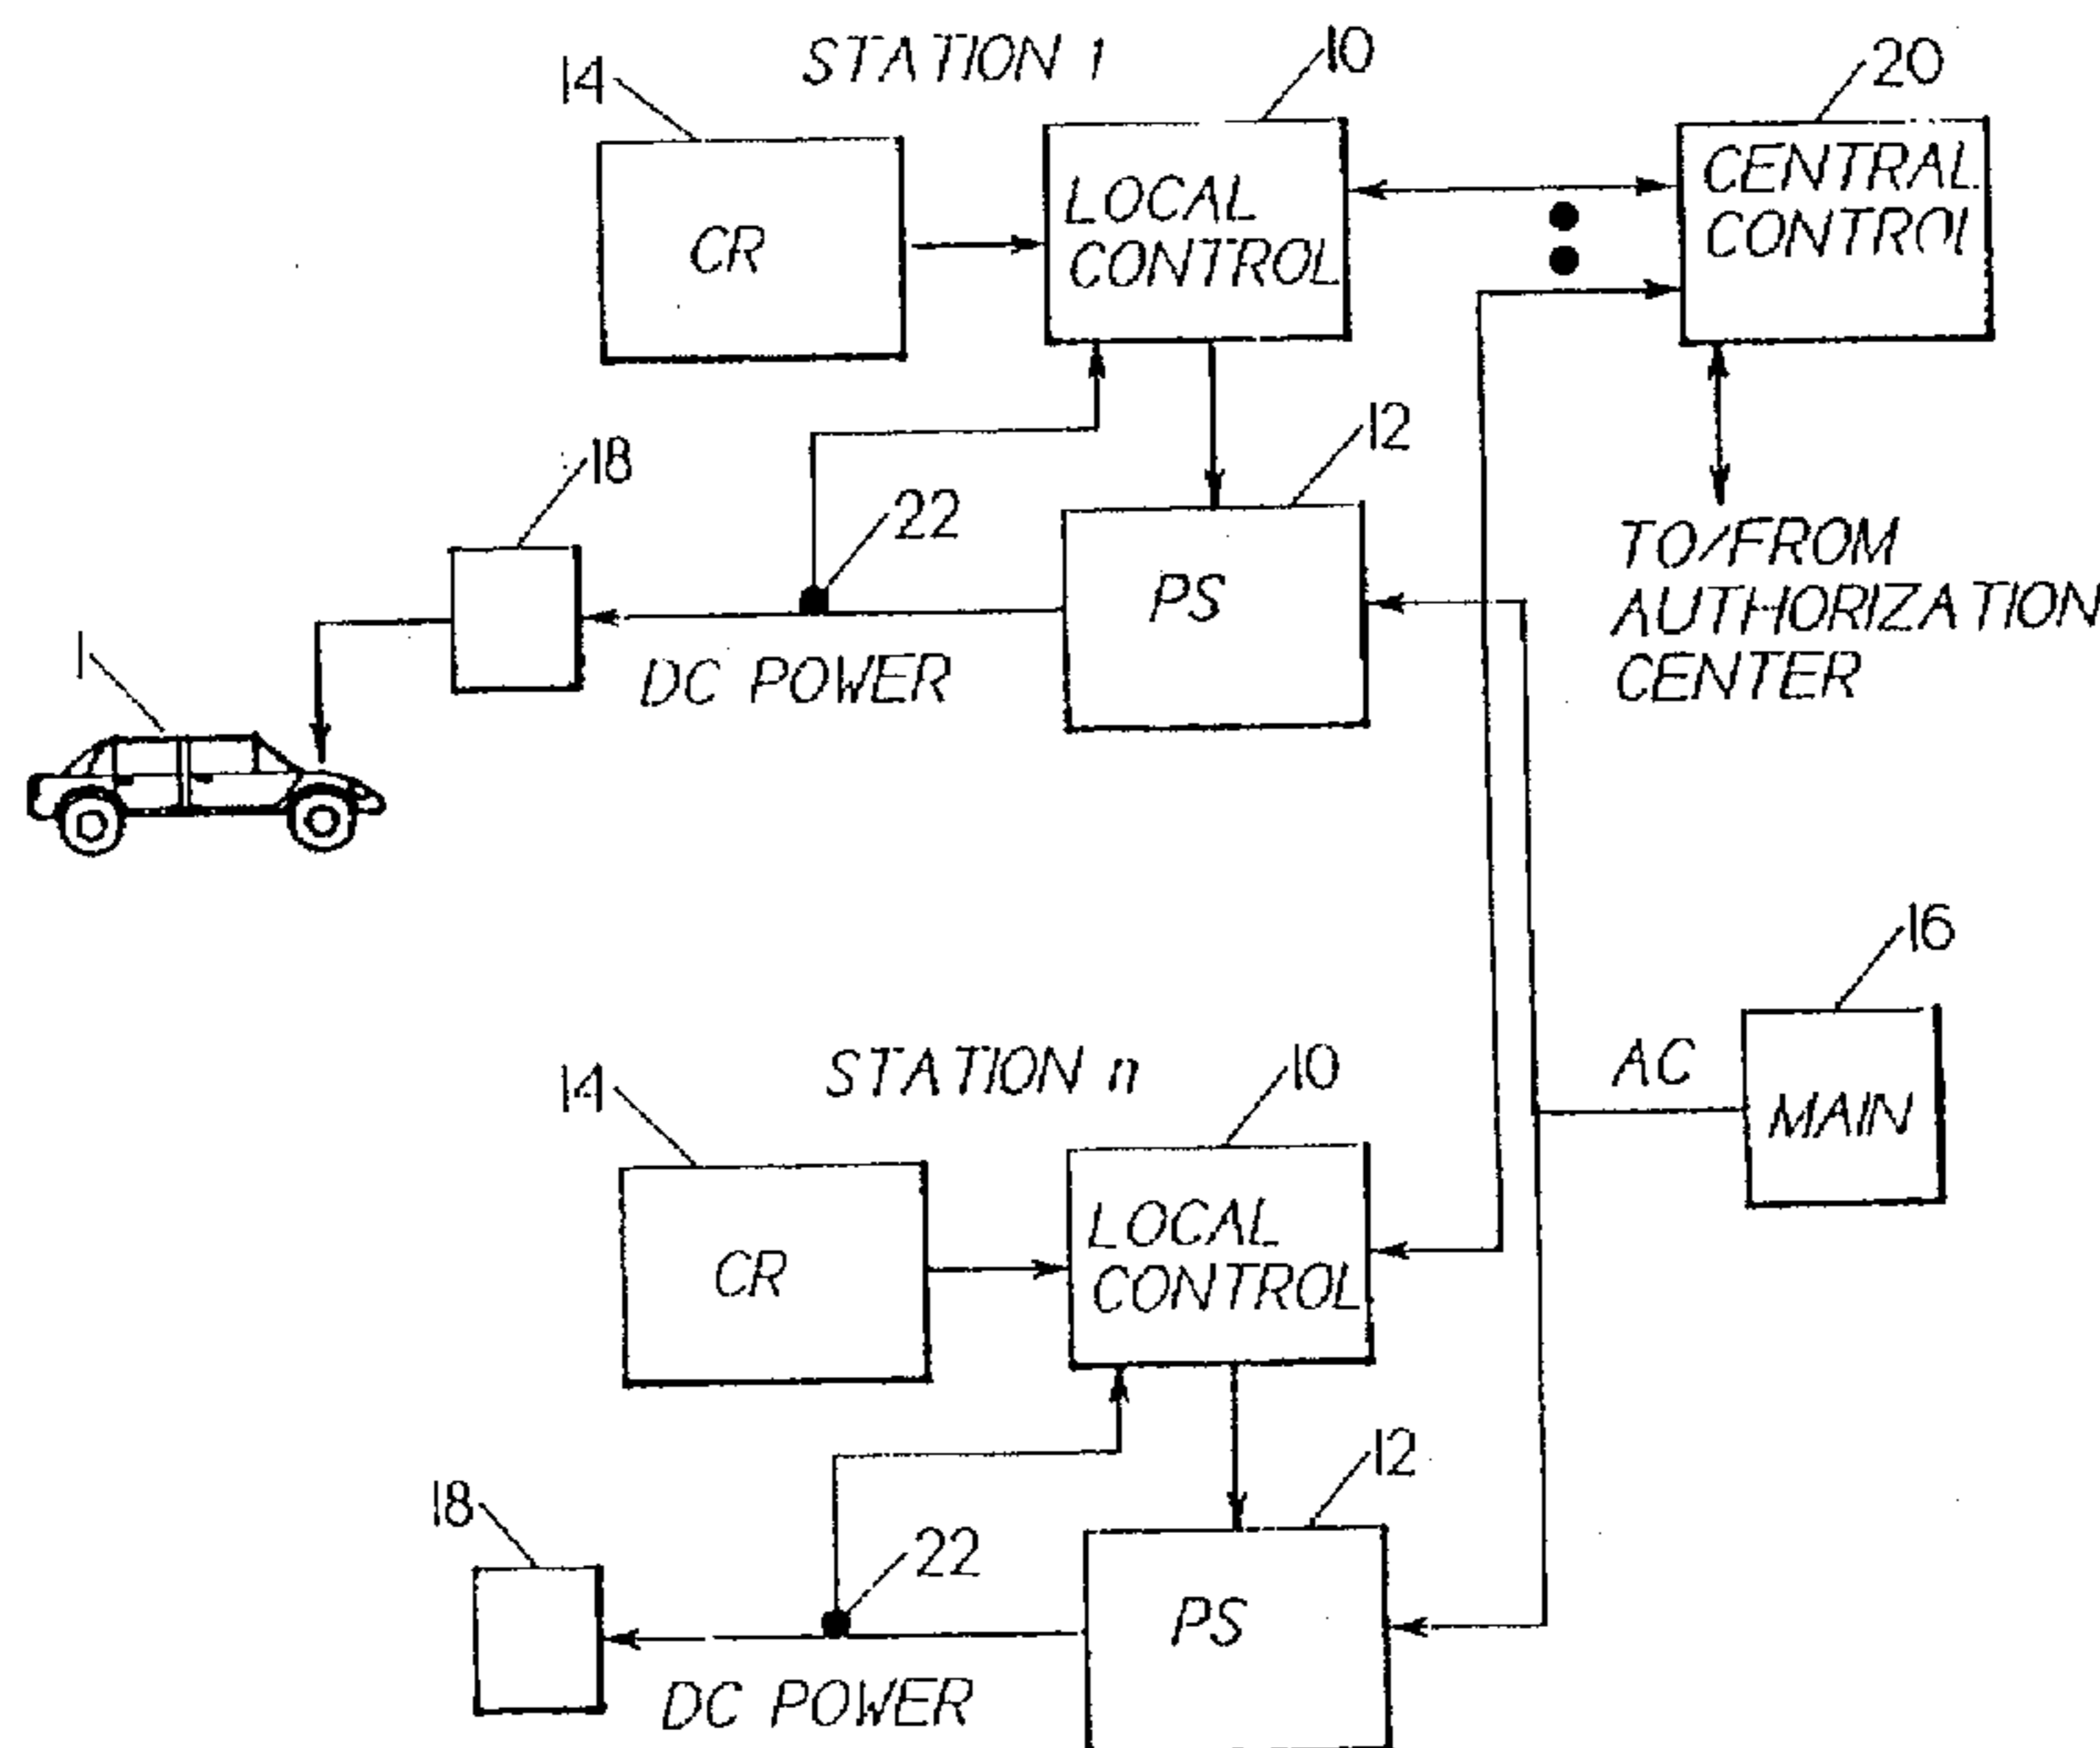 STATION 1
14
10
20
CR
LOCAL
CONTROL
CENTRAL
CONTROL
18
22
12
PS
TO/FROM
AUTHORIZATION
CENTER
DC POWER
1
16
AC
MAIN
STATION n
14
10
CR
LOCAL
CONTROL
18
22
12
PS
DC POWER